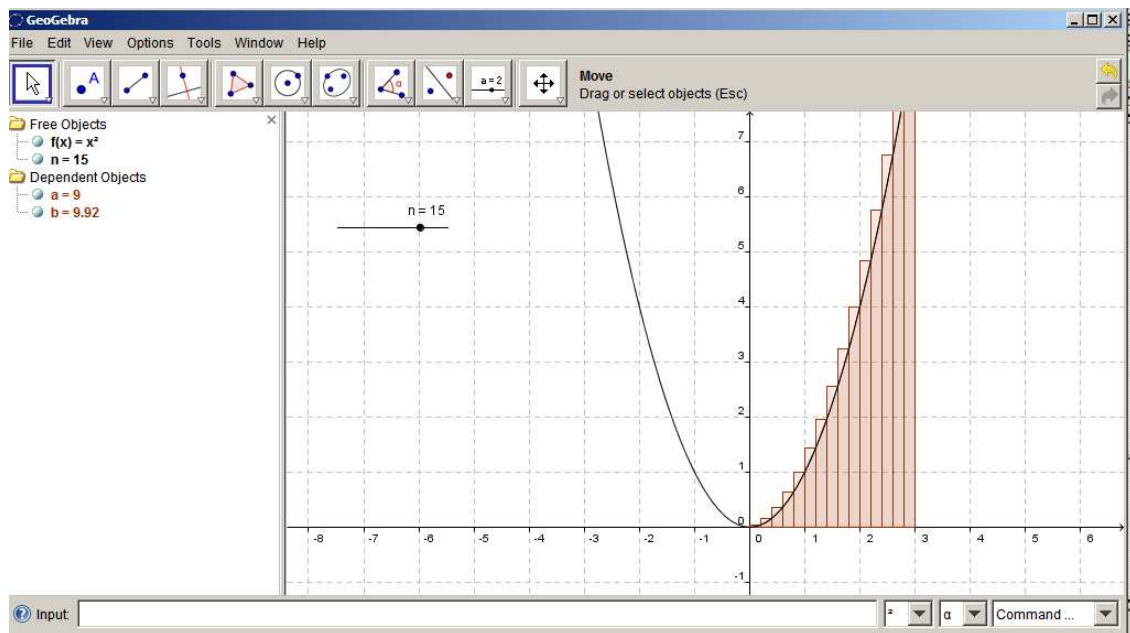 GeoGebra
File Edit View Options Tools Window Help
A
α
a = 2
Move
Drag or select objects (Esc)
Free Objects
f(x) = x²
n = 15
Dependent Objects
a = 9
b = 9.92
n = 15
7
6
5
4
3
2
1
0
-1
-8 -7 -6 -5 -4 -3 -2 -1 0 1 2 3 4 5 6
Input: ² α Command ...